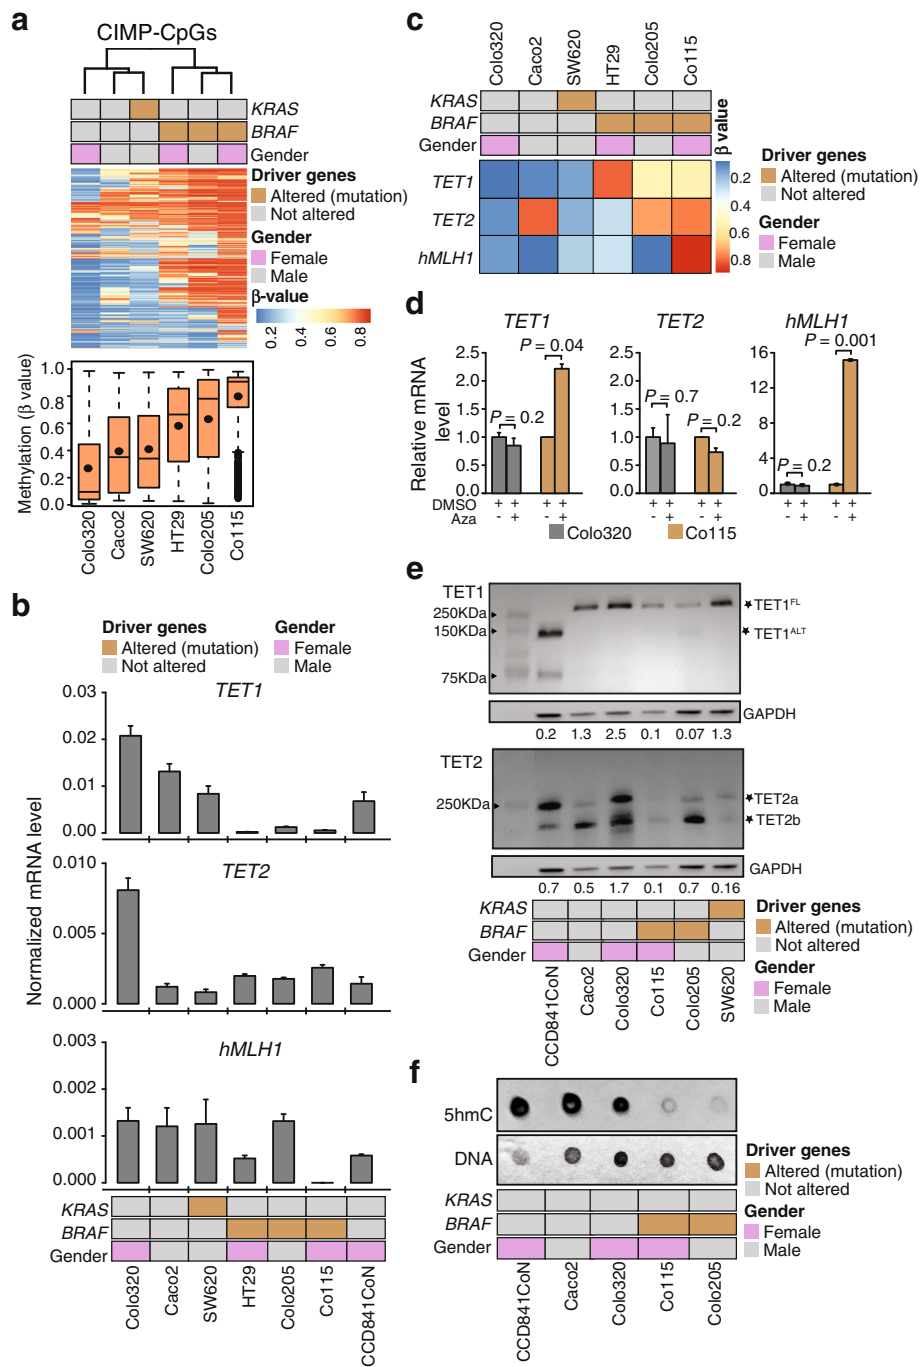 a
CIMP-CpGs
KRAS
BRAF
Gender
Driver genes
Altered (mutation)
Not altered
Gender
Female
Male
β-value
0.2
0.4
0.6
0.8
Methylation (β value)
1.0
0.8
0.6
0.4
0.2
0.0
Colo320
Caco2
SW620
HT29
Colo205
Co115
b
Driver genes
Altered (mutation)
Not altered
Gender
Female
Male
Normalized mRNA level
TET1
0.03
0.02
0.01
0.00
TET2
0.010
0.005
0.000
hMLH1
0.003
0.002
0.001
0.000
KRAS
BRAF
Gender
Colo320
Caco2
SW620
HT29
Colo205
Co115
CCD841CoN
c
Colo320
Caco2
SW620
HT29
Colo205
Co115
KRAS
BRAF
Gender
TET1
TET2
hMLH1
β value
0.2
0.4
0.6
0.8
Driver genes
Altered (mutation)
Not altered
Gender
Female
Male
d
Relative mRNA
level
TET1
2.5
2.0
1.5
1.0
0.5
0.0
P = 0.2
P = 0.04
TET2
2.5
2.0
1.5
1.0
0.5
0.0
P = 0.7
P = 0.2
hMLH1
16
12
8
4
0
P = 0.2
P = 0.001
DMSO + + + + + + + + + + + +
Aza - + - + - + - + - + - +
Colo320
Co115
e
TET1
250KDa
150KDa
75KDa
TET1FL
TET1ALT
GAPDH
0.2 1.3 2.5 0.1 0.07 1.3
TET2
250KDa
TET2a
TET2b
GAPDH
0.7 0.5 1.7 0.1 0.7 0.16
KRAS
BRAF
Gender
CCD841CoN
Caco2
Colo320
Co115
Colo205
SW620
Driver genes
Altered (mutation)
Not altered
Gender
Female
Male
f
5hmC
DNA
KRAS
BRAF
Gender
CCD841CoN
Caco2
Colo320
Co115
Colo205
Driver genes
Altered (mutation)
Not altered
Gender
Female
Male